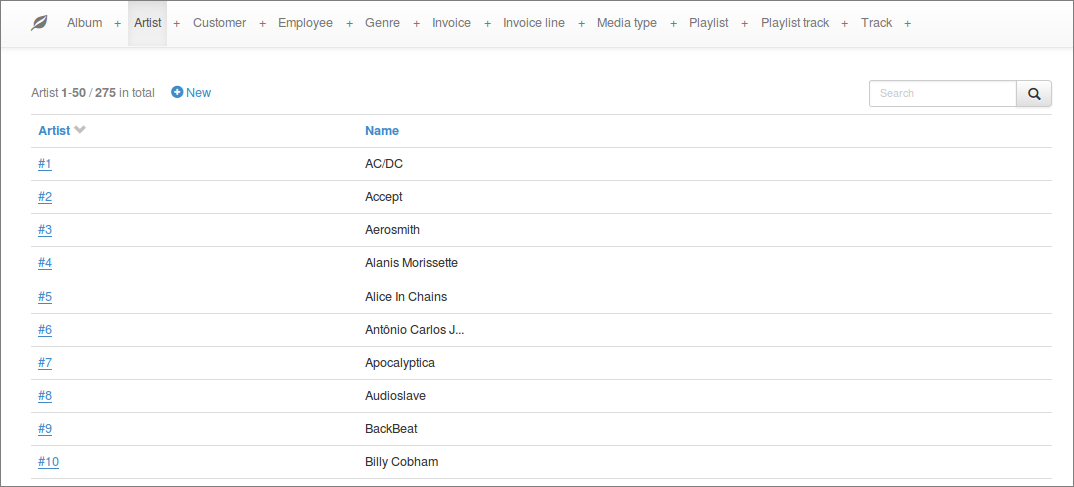 Album + Artist + Customer + Employee + Genre + Invoice + Invoice line + Media type + Playlist + Playlist track + Track +
Artist 1-50 / 275 in total New Search
Artist Name
#1 AC/DC
#2 Accept
#3 Aerosmith
#4 Alanis Morissette
#5 Alice In Chains
#6 Antônio Carlos J...
#7 Apocalyptica
#8 Audioslave
#9 BackBeat
#10 Billy Cobham